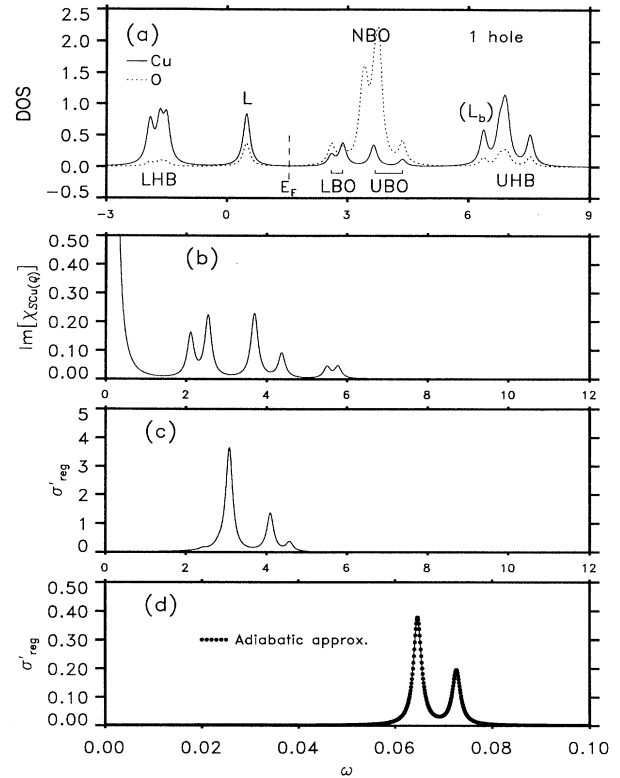 (a)
NBO
1 hole
Cu
O
L
(L_b)
LHB
E_F
LBO
UBO
UHB
DOS
2.5
2.0
1.5
1.0
0.5
0.0
−0.5
−3 0 3 6 9
(b)
Im[χ_SCu(Q)]
0.50
0.40
0.30
0.20
0.10
0.00
0 2 4 6 8 10 12
(c)
σ′_reg
5
4
3
2
1
0
0 2 4 6 8 10 12
(d)
Adiabatic approx.
σ′_reg
0.50
0.40
0.30
0.20
0.10
0.00
0.00 0.02 0.04 0.06 0.08 0.10
ω